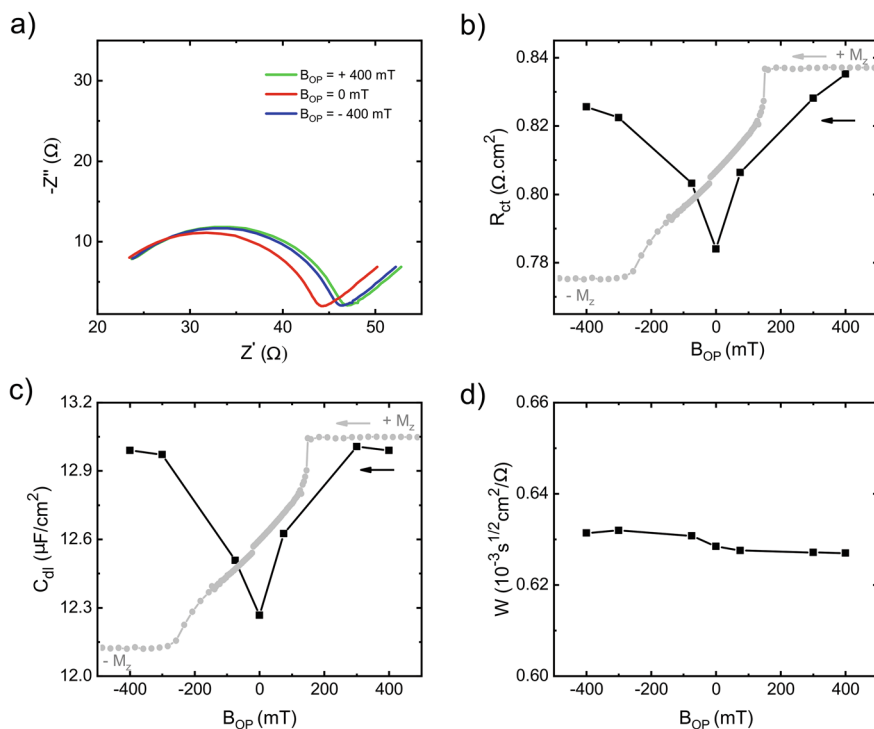 a)
-Z" (Ω)
30
20
10
20
30
40
50
Z' (Ω)
B_OP = + 400 mT
B_OP = 0 mT
B_OP = - 400 mT
b)
R_ct (Ω.cm²)
0.84
0.82
0.80
0.78
-400
-200
0
200
400
B_OP (mT)
+ M_z
- M_z
c)
C_dl (µF/cm²)
13.2
12.9
12.6
12.3
12.0
-400
-200
0
200
400
B_OP (mT)
+ M_z
- M_z
d)
W (10⁻³s^1/2cm²/Ω)
0.66
0.64
0.62
0.60
-400
-200
0
200
400
B_OP (mT)